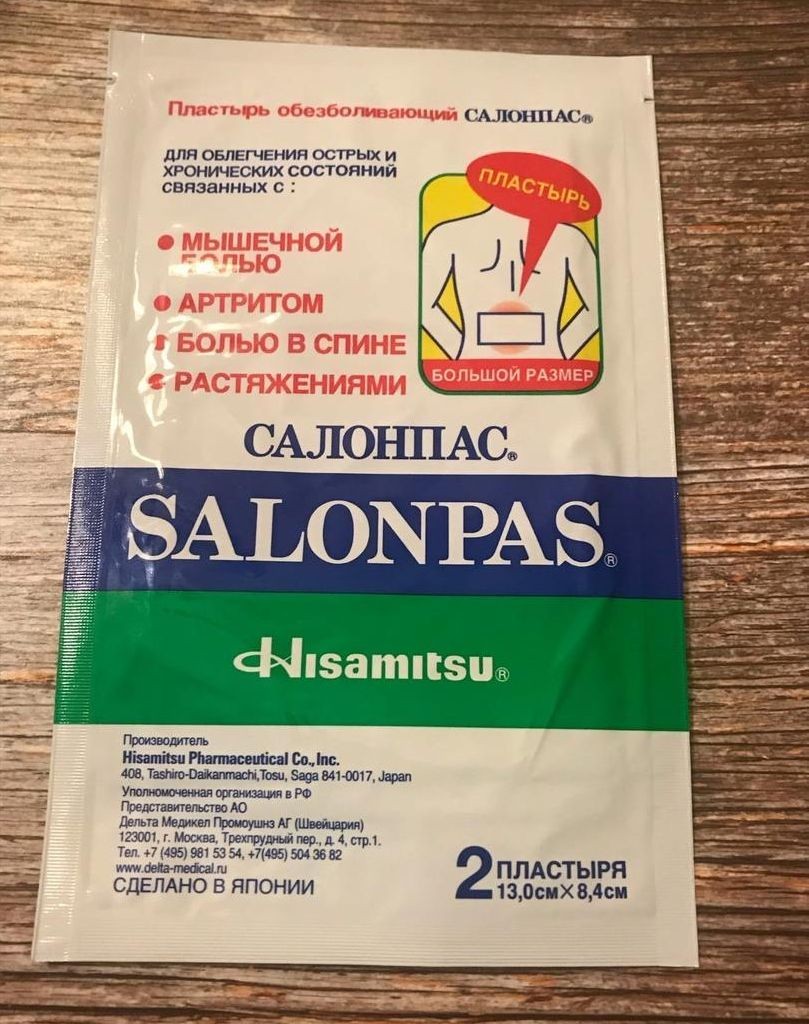 Пластырь обезболивающий САЛОНПАС®
ДЛЯ ОБЛЕГЧЕНИЯ ОСТРЫХ И
ХРОНИЧЕСКИХ СОСТОЯНИЙ
СВЯЗАННЫХ С :
• МЫШЕЧНОЙ
БОЛЬЮ
• АРТРИТОМ
• БОЛЬЮ В СПИНЕ
• РАСТЯЖЕНИЯМИ
ПЛАСТЫРЬ
БОЛЬШОЙ РАЗМЕР
САЛОНПАС®
SALONPAS®
HISAMITSU®
Производитель
Hisamitsu Pharmaceutical Co., Inc.
408, Tashiro-Daikanmachi, Tosu, Saga 841-0017, Japan
Уполномоченная организация в РФ
Представительство АО
Дельта Медикел Промоушнз АГ (Швейцария)
123001, г. Москва, Трехпрудный пер., д. 4, стр.1.
Тел. +7 (495) 981 53 54, +7(495) 504 36 82
www.delta-medical.ru
СДЕЛАНО В ЯПОНИИ
2 ПЛАСТЫРЯ
13,0см×8,4см